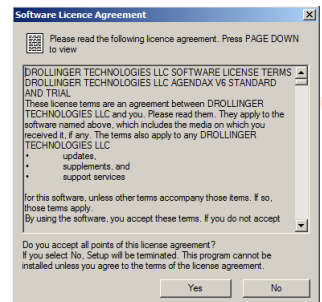 Software Licence Agreement
Please read the following licence agreement. Press PAGE DOWN
to view
DROLLINGER TECHNOLOGIES LLC SOFTWARE LICENSE TERMS
DROLLINGER TECHNOLOGIES LLC AGENDAX V6 STANDARD
AND TRIAL
These license terms are an agreement between DROLLINGER
TECHNOLOGIES LLC and you. Please read them. They apply to the
software named above, which includes the media on which you
received it, if any. The terms also apply to any DROLLINGER
TECHNOLOGIES LLC
• updates,
• supplements, and
• support services
for this software, unless other terms accompany those items. If so,
those terms apply.
By using the software, you accept these terms. If you do not accept
Do you accept all points of this license agreement?
If you select No, Setup will be terminated. This program cannot be
installed unless you agree to the terms of the license agreement.
Yes No